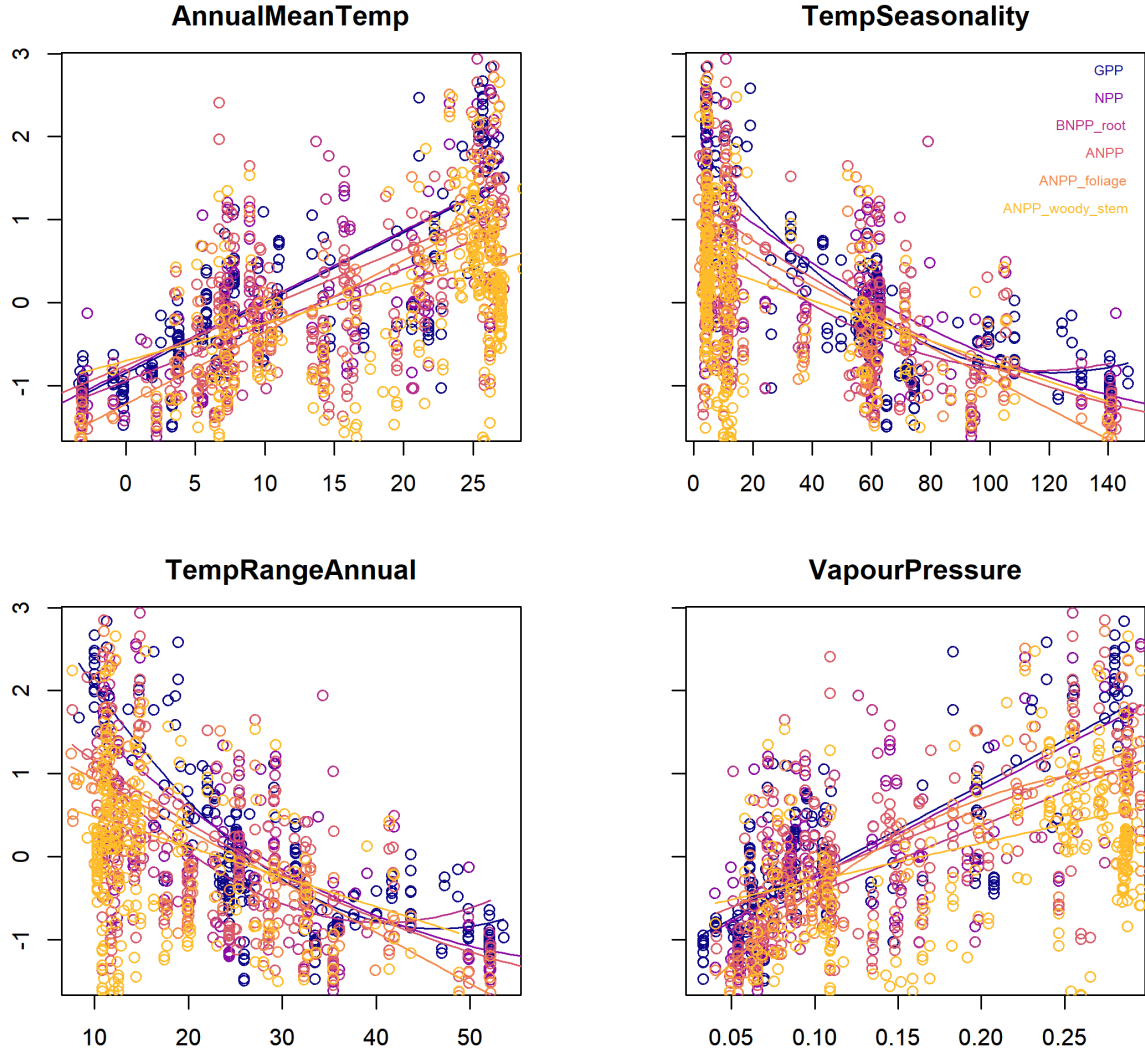 AnnualMeanTemp
3
2
1
0
-1
0 5 10 15 20 25
TempSeasonality
GPP
NPP
BNPP_root
ANPP
ANPP_foliage
ANPP_woody_stem
0 20 40 60 80 100 120 140
TempRangeAnnual
3
2
1
0
-1
10 20 30 40 50
VapourPressure
0.05 0.10 0.15 0.20 0.25